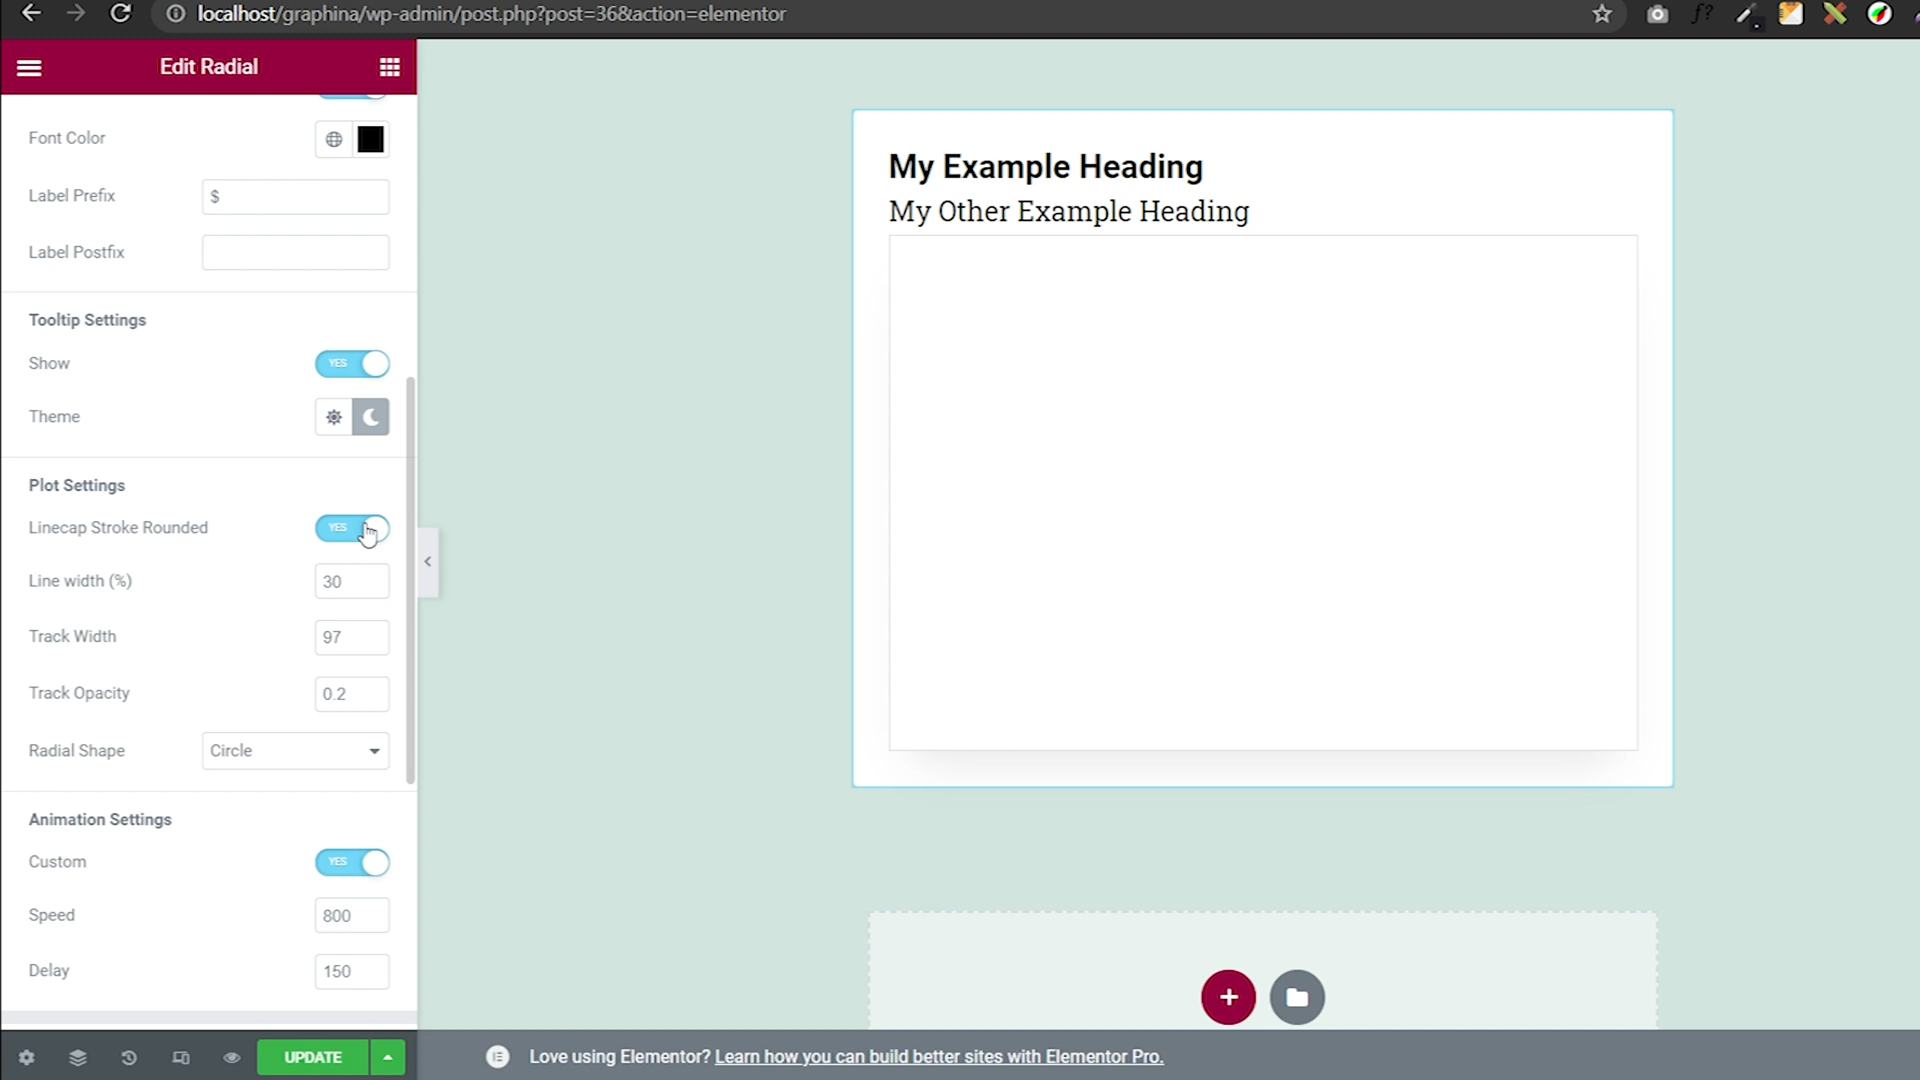 localhost/graphina/wp-admin/post.php?post=36&action=elementor
f?
Edit Radial
Font Color
Label Prefix
$
Label Postfix
Tooltip Settings
Show
YES
Theme
Plot Settings
Linecap Stroke Rounded
YES
Line width (%)
30
Track Width
97
Track Opacity
0.2
Radial Shape
Circle
Animation Settings
Custom
YES
Speed
800
Delay
150
UPDATE
My Example Heading
My Other Example Heading
Love using Elementor? Learn how you can build better sites with Elementor Pro.